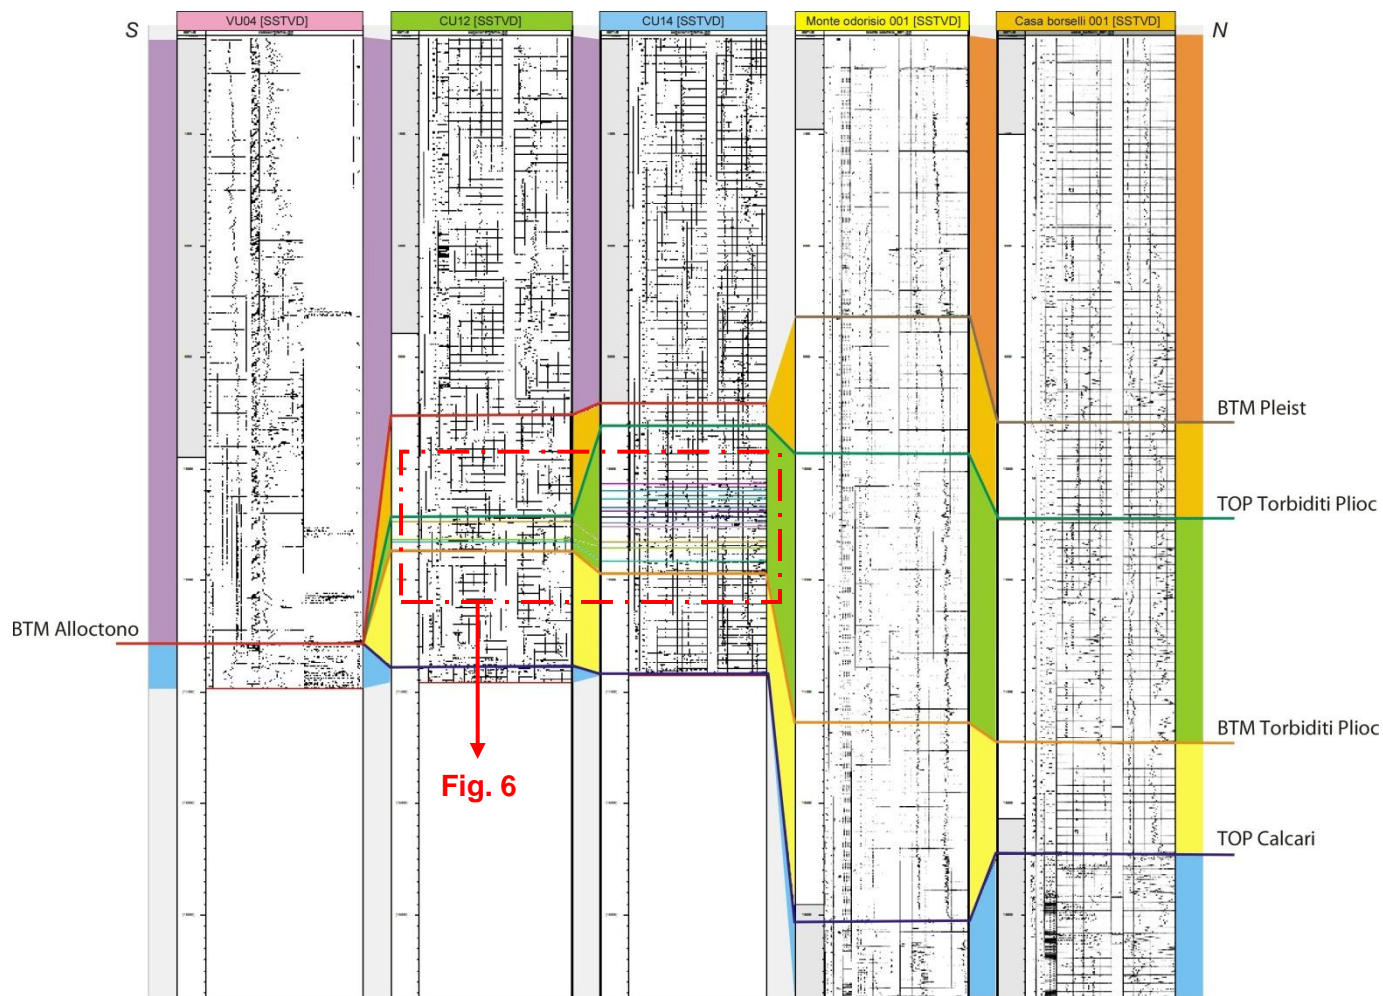 S
VU04 [SSTVD]
CU12 [SSTVD]
CU14 [SSTVD]
Monte odorisio 001 [SSTVD]
Casa borselli 001 [SSTVD]
N
BTM Pleist
TOP Torbiditi Plioc
BTM Alloctono
BTM Torbiditi Plioc
Fig. 6
TOP Calcari